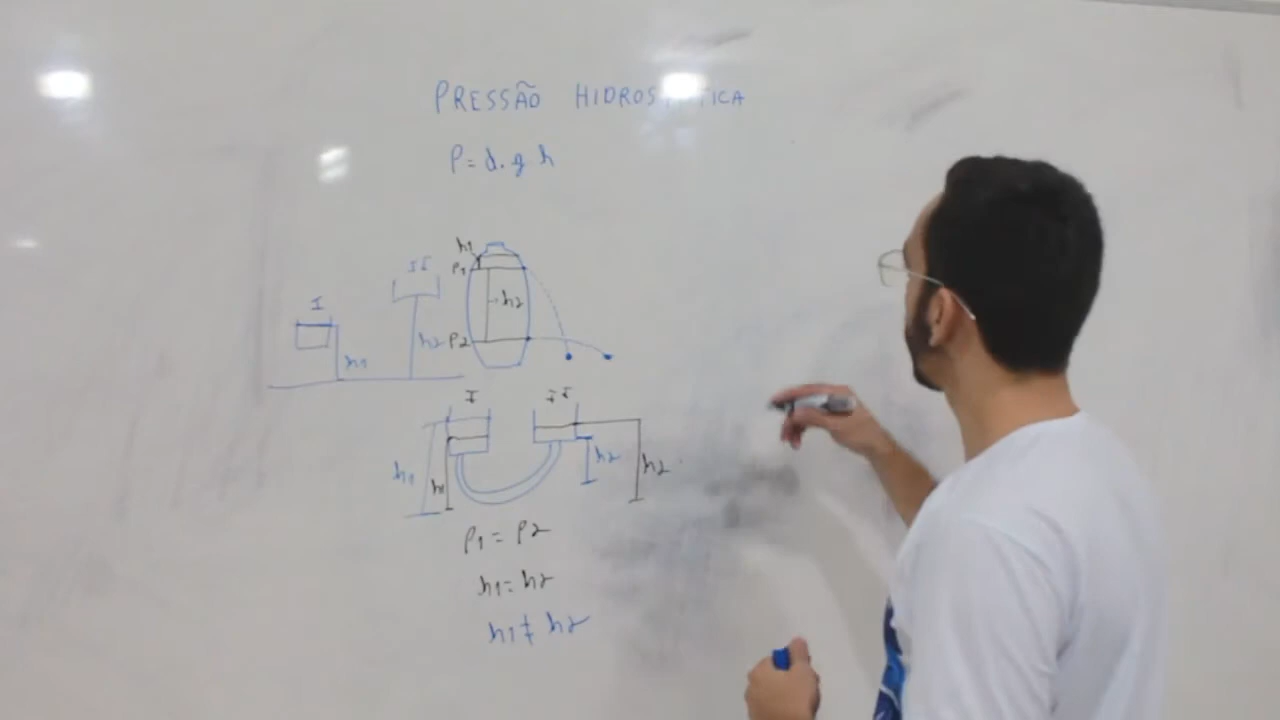 PRESSÃO HIDROSTÁTICA
P = d.g h
h1
P1
h2
P2
I
h1
II
h2
I
II
h1
h1
h2
h2
P1 = P2
h1 = h2
h1 ≠ h2